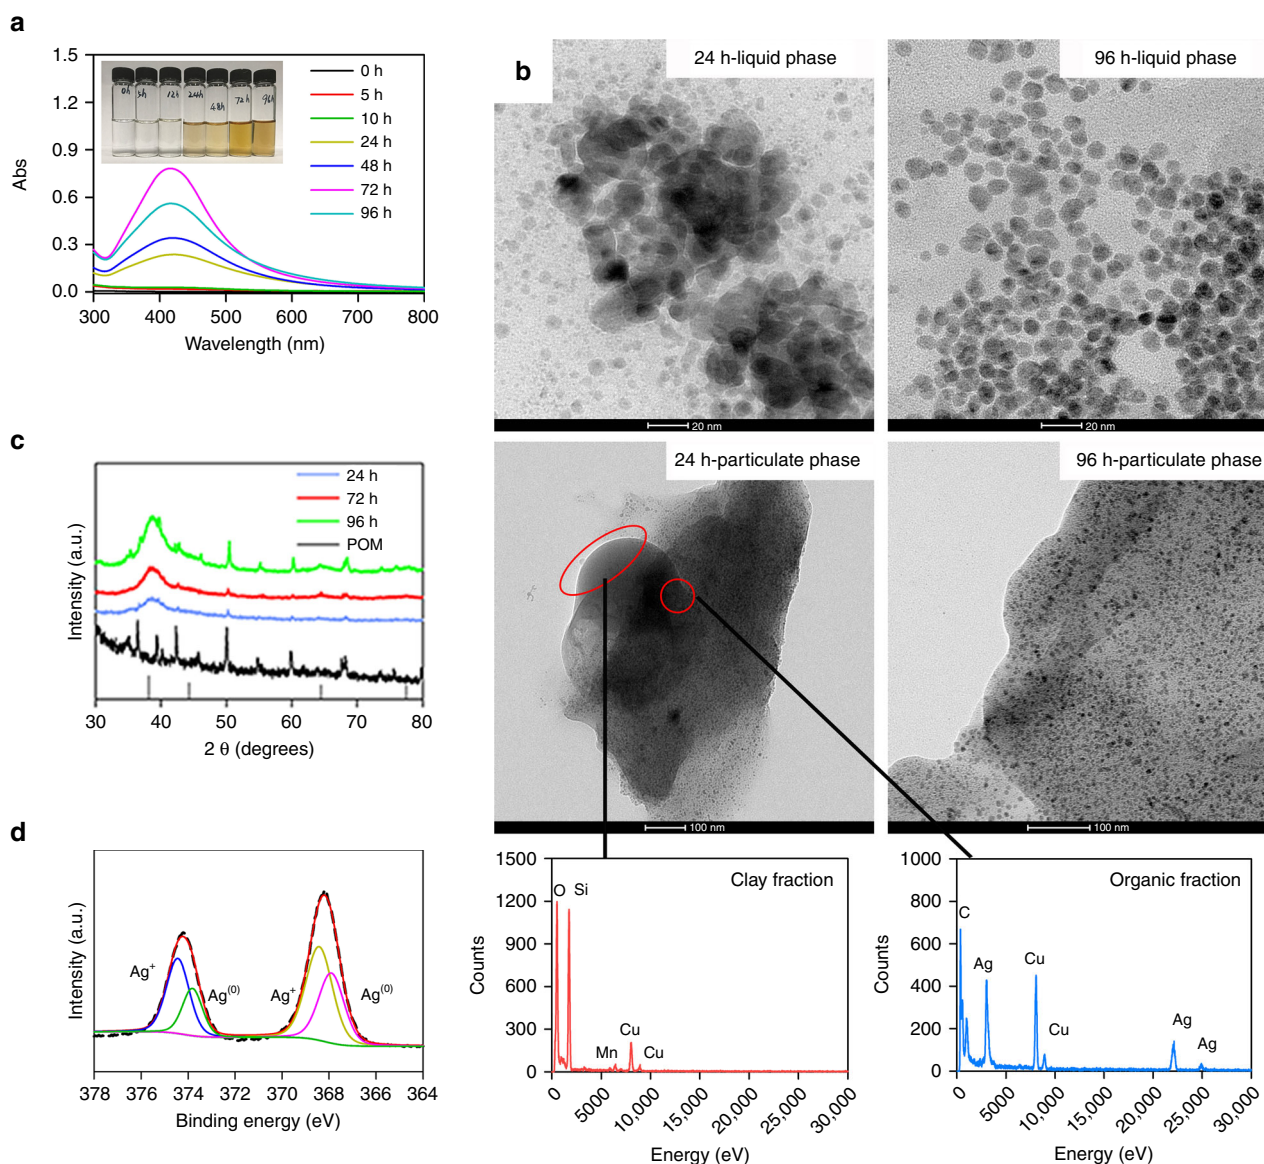 a
1.5
1.2
0.9
0.6
0.3
0.0
Abs
300 400 500 600 700 800
Wavelength (nm)
0h 5h 12h 24h 48h 72h 96h
0 h
5 h
10 h
24 h
48 h
72 h
96 h
b
24 h-liquid phase
20 nm
96 h-liquid phase
20 nm
24 h-particulate phase
100 nm
96 h-particulate phase
100 nm
c
Intensity (a.u.)
24 h
72 h
96 h
POM
30 40 50 60 70 80
2 θ (degrees)
d
Intensity (a.u.)
Ag+
Ag(0)
Ag+
Ag(0)
378 376 374 372 370 368 366 364
Binding energy (eV)
1500
1200
900
600
300
0
Counts
Clay fraction
O Si
Mn
Cu
Cu
0 5000 10,000 15,000 20,000 25,000 30,000
Energy (eV)
1000
800
600
400
200
0
Counts
Organic fraction
C
Ag
Cu
Cu
Ag
Ag
0 5000 10,000 15,000 20,000 25,000 30,000
Energy (eV)